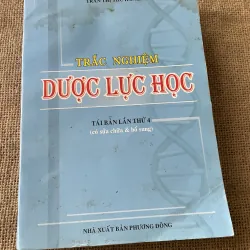 TRẮC NGHIỆM
DƯỢC LỰC HỌC
TÁI BẢN LẦN THỨ 4
(có sửa chữa & bổ sung)
NHÀ XUẤT BẢN PHƯƠNG ĐÔNG